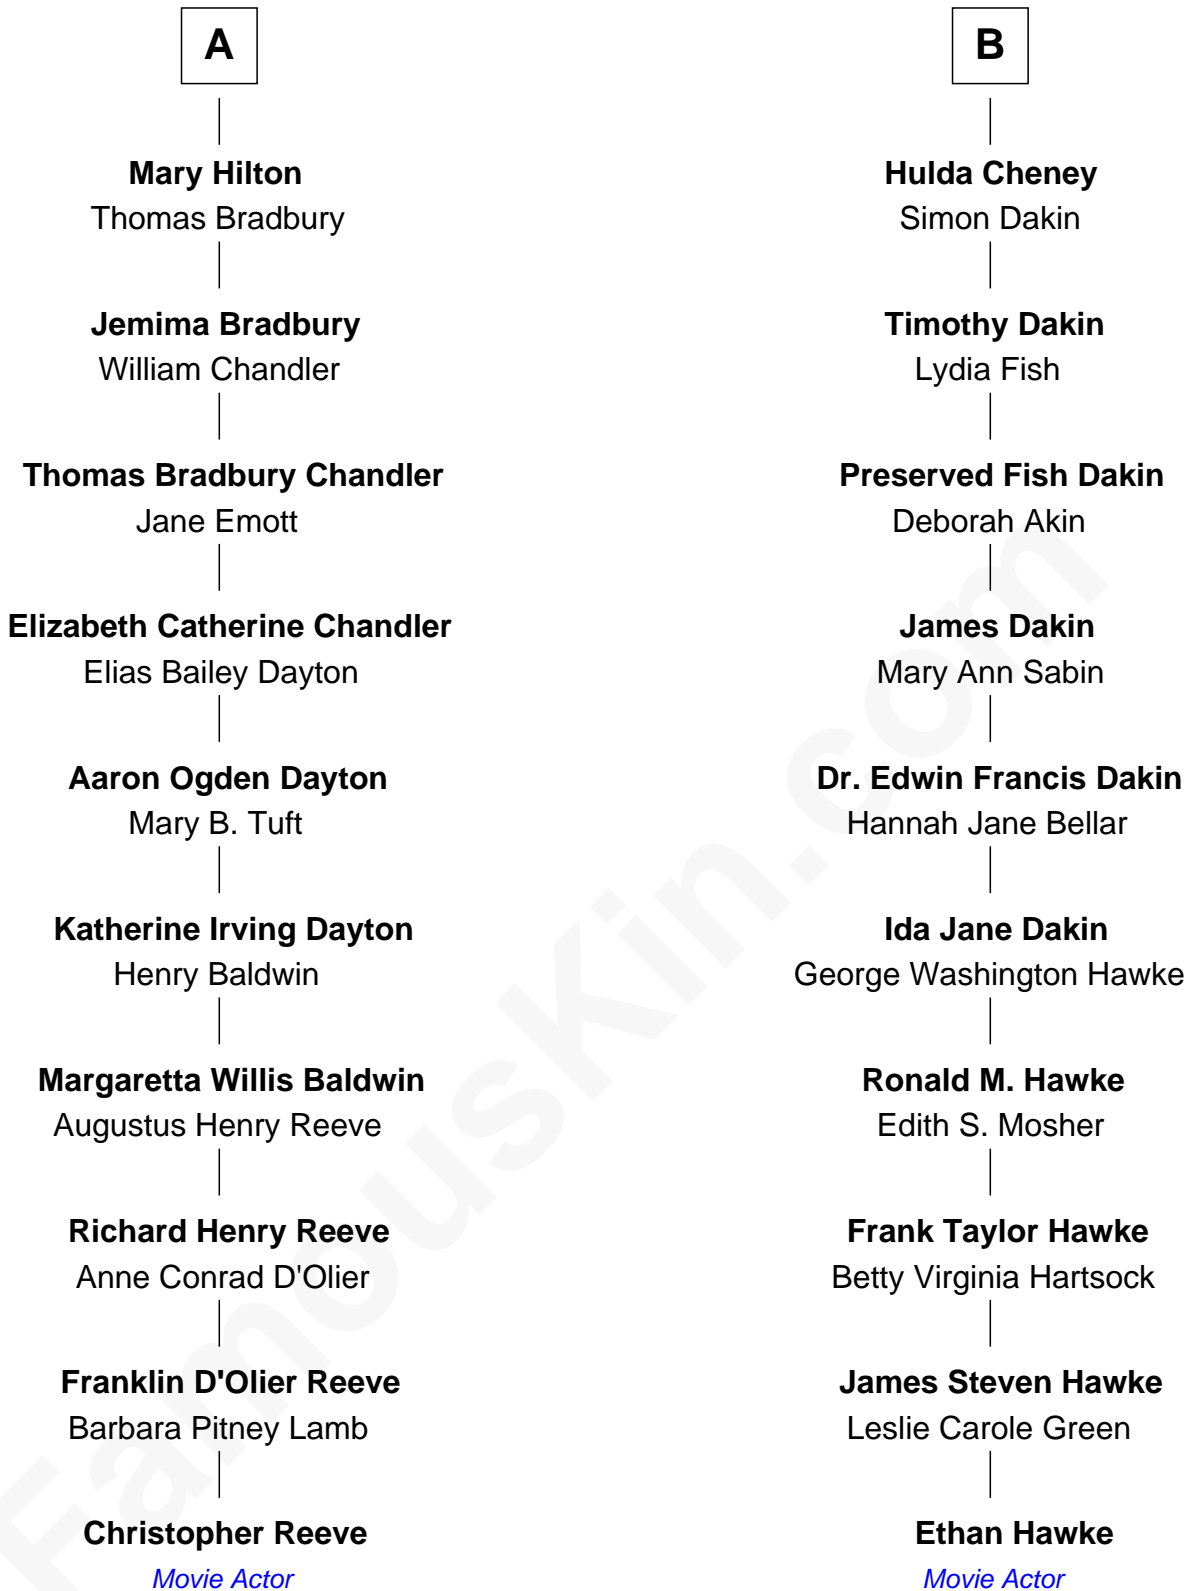 A
Mary Hilton
Thomas Bradbury
Jemima Bradbury
William Chandler
Thomas Bradbury Chandler
Jane Emott
Elizabeth Catherine Chandler
Elias Bailey Dayton
Aaron Ogden Dayton
Mary B. Tuft
Katherine Irving Dayton
Henry Baldwin
Margaretta Willis Baldwin
Augustus Henry Reeve
Richard Henry Reeve
Anne Conrad D'Olier
Franklin D'Olier Reeve
Barbara Pitney Lamb
Christopher Reeve
Movie Actor
B
Hulda Cheney
Simon Dakin
Timothy Dakin
Lydia Fish
Preserved Fish Dakin
Deborah Akin
James Dakin
Mary Ann Sabin
Dr. Edwin Francis Dakin
Hannah Jane Bellar
Ida Jane Dakin
George Washington Hawke
Ronald M. Hawke
Edith S. Mosher
Frank Taylor Hawke
Betty Virginia Hartsock
James Steven Hawke
Leslie Carole Green
Ethan Hawke
Movie Actor
FamousKin.com